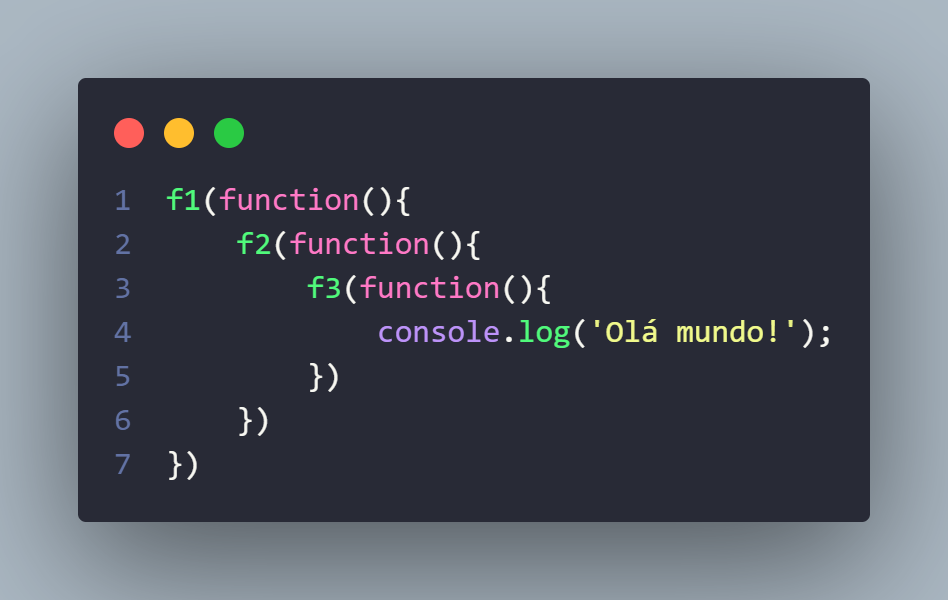 1 f1(function(){
2 f2(function(){
3 f3(function(){
4 console.log('Olá mundo!');
5 })
6 })
7 })